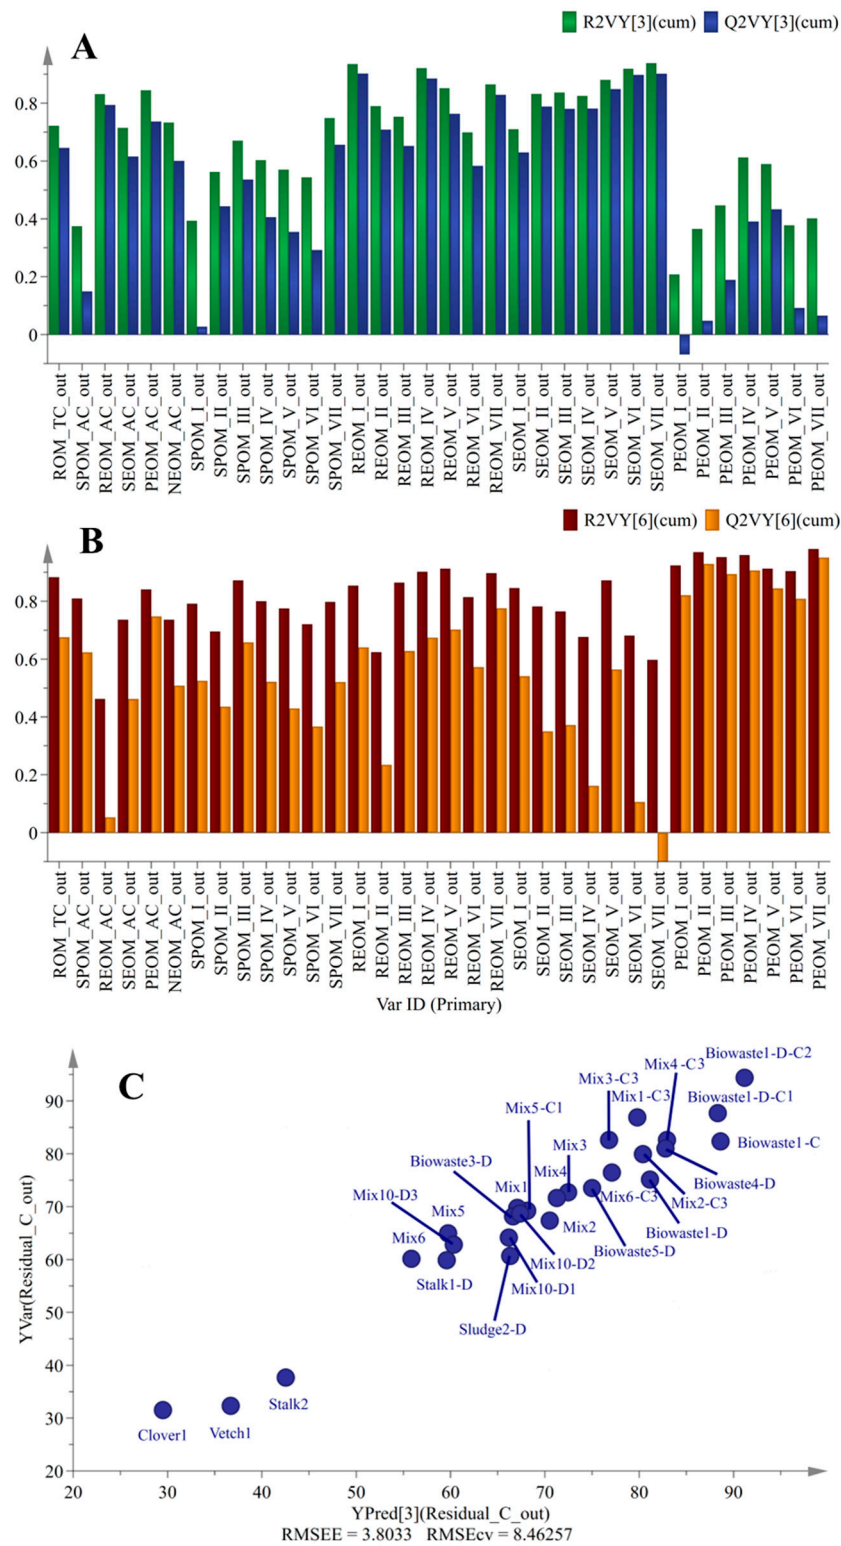 A
R2VY[3](cum) Q2VY[3](cum)
0.8
0.6
0.4
0.2
0
ROM_TC_out
SPOM_AC_out
REOM_AC_out
SEOM_AC_out
PEOM_AC_out
NEOM_AC_out
SPOM_I_out
SPOM_II_out
SPOM_III_out
SPOM_IV_out
SPOM_V_out
SPOM_VI_out
SPOM_VII_out
REOM_I_out
REOM_II_out
REOM_III_out
REOM_IV_out
REOM_V_out
REOM_VI_out
REOM_VII_out
SEOM_I_out
SEOM_II_out
SEOM_III_out
SEOM_IV_out
SEOM_V_out
SEOM_VI_out
SEOM_VII_out
PEOM_I_out
PEOM_II_out
PEOM_III_out
PEOM_IV_out
PEOM_V_out
PEOM_VI_out
PEOM_VII_out
B
R2VY[6](cum) Q2VY[6](cum)
0.8
0.6
0.4
0.2
0
ROM_TC_out
SPOM_AC_out
REOM_AC_out
SEOM_AC_out
PEOM_AC_out
NEOM_AC_out
SPOM_I_out
SPOM_II_out
SPOM_III_out
SPOM_IV_out
SPOM_V_out
SPOM_VI_out
SPOM_VII_out
REOM_I_out
REOM_II_out
REOM_III_out
REOM_IV_out
REOM_V_out
REOM_VI_out
REOM_VII_out
SEOM_I_out
SEOM_II_out
SEOM_III_out
SEOM_IV_out
SEOM_V_out
SEOM_VI_out
SEOM_VII_out
PEOM_I_out
PEOM_II_out
PEOM_III_out
PEOM_IV_out
PEOM_V_out
PEOM_VI_out
PEOM_VII_out
Var ID (Primary)
C
YVar(Residual_C_out)
90
80
70
60
50
40
30
20
Biowaste1-D-C2
Mix4 -C3
Mix3-C3
Biowaste1-D-C1
Mix1-C3
Mix5-C1
Biowaste1-C
Mix3
Biowaste3-D
Mix4
Biowaste4-D
Mix1
Mix10-D3
Mix6-C3
Mix2-C3
Mix5
Mix2
Biowaste1-D
Mix6
Biowaste5-D
Mix10-D2
Stalk1-D
Mix10-D1
Sludge2-D
Stalk2
Clover1
Vetch1
20 30 40 50 60 70 80 90
YPred[3](Residual_C_out)
RMSEE = 3.8033 RMSEcv = 8.46257